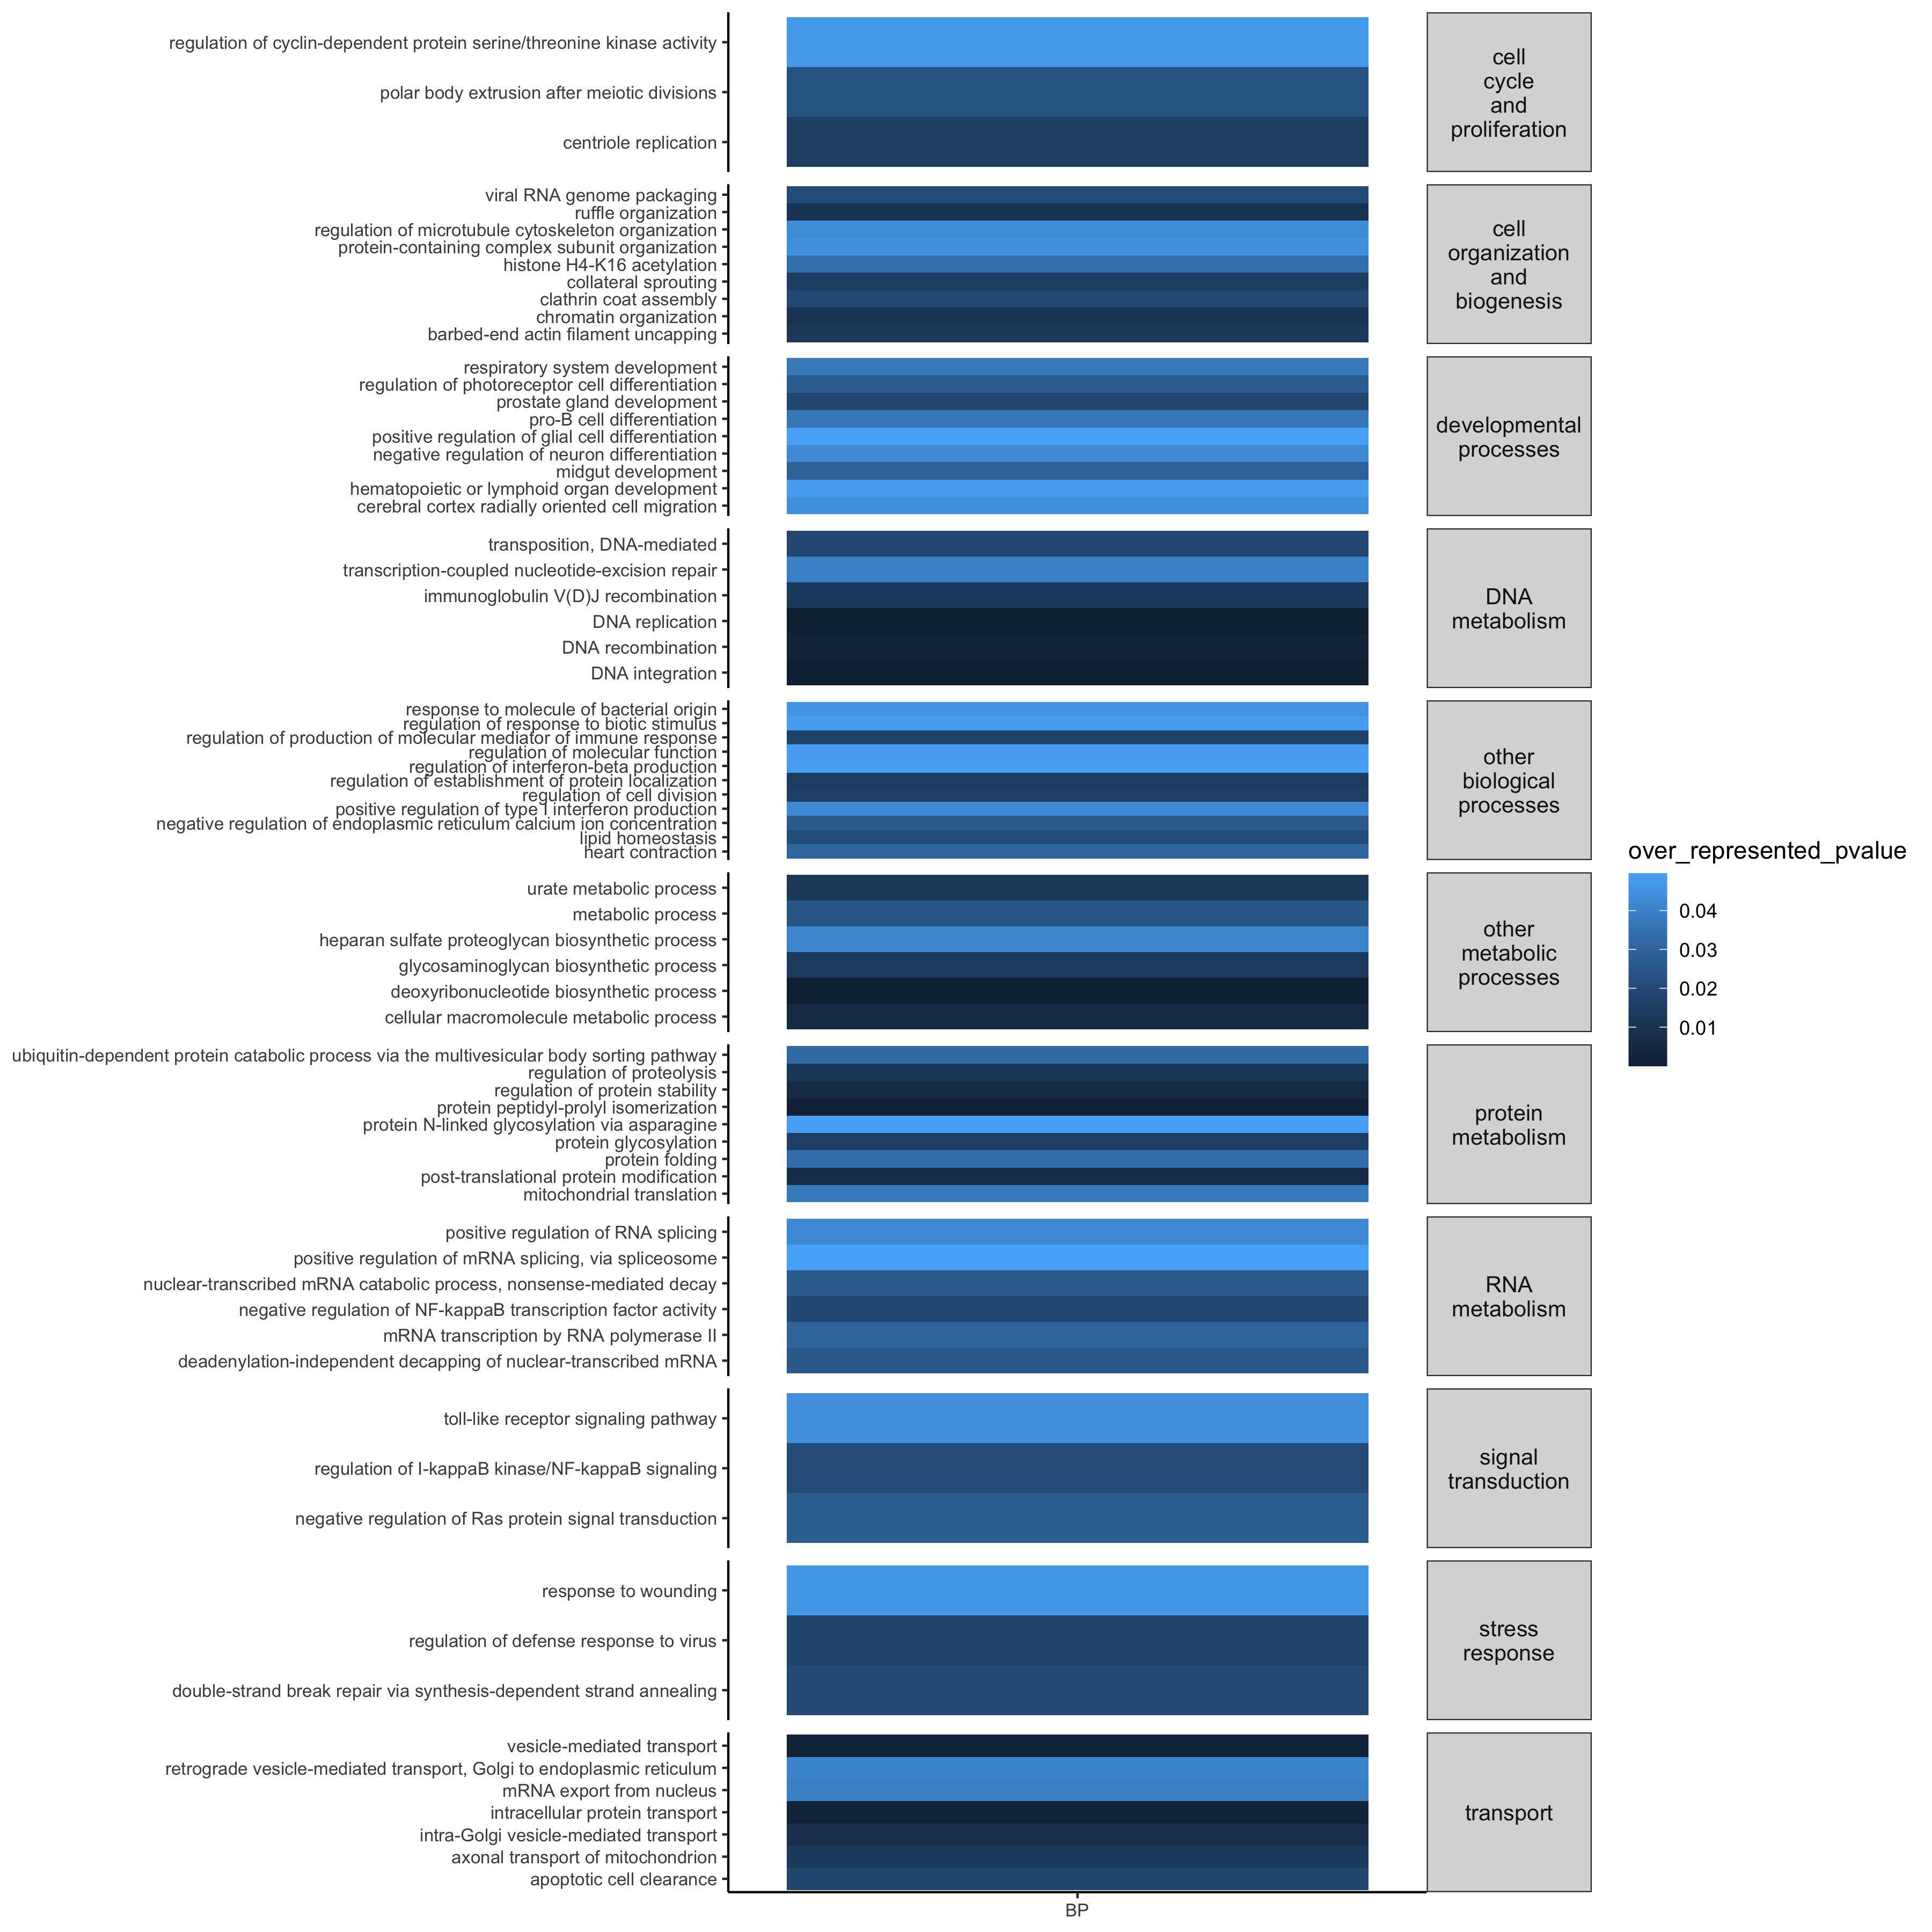 regulation of cyclin-dependent protein serine/threonine kinase activity
polar body extrusion after meiotic divisions
centriole replication
cell
cycle
and
proliferation
viral RNA genome packaging
ruffle organization
regulation of microtubule cytoskeleton organization
protein-containing complex subunit organization
histone H4-K16 acetylation
collateral sprouting
clathrin coat assembly
chromatin organization
barbed-end actin filament uncapping
cell
organization
and
biogenesis
respiratory system development
regulation of photoreceptor cell differentiation
prostate gland development
pro-B cell differentiation
positive regulation of glial cell differentiation
negative regulation of neuron differentiation
midgut development
hematopoietic or lymphoid organ development
cerebral cortex radially oriented cell migration
developmental
processes
transposition, DNA-mediated
transcription-coupled nucleotide-excision repair
immunoglobulin V(D)J recombination
DNA replication
DNA recombination
DNA integration
DNA
metabolism
response to molecule of bacterial origin
regulation of response to biotic stimulus
regulation of production of molecular mediator of immune response
regulation of molecular function
regulation of interferon-beta production
regulation of establishment of protein localization
regulation of cell division
positive regulation of type I interferon production
negative regulation of endoplasmic reticulum calcium ion concentration
lipid homeostasis
heart contraction
other
biological
processes
urate metabolic process
metabolic process
heparan sulfate proteoglycan biosynthetic process
glycosaminoglycan biosynthetic process
deoxyribonucleotide biosynthetic process
cellular macromolecule metabolic process
other
metabolic
processes
ubiquitin-dependent protein catabolic process via the multivesicular body sorting pathway
regulation of proteolysis
regulation of protein stability
protein peptidyl-prolyl isomerization
protein N-linked glycosylation via asparagine
protein glycosylation
protein folding
post-translational protein modification
mitochondrial translation
protein
metabolism
positive regulation of RNA splicing
positive regulation of mRNA splicing, via spliceosome
nuclear-transcribed mRNA catabolic process, nonsense-mediated decay
negative regulation of NF-kappaB transcription factor activity
mRNA transcription by RNA polymerase II
deadenylation-independent decapping of nuclear-transcribed mRNA
RNA
metabolism
toll-like receptor signaling pathway
regulation of I-kappaB kinase/NF-kappaB signaling
negative regulation of Ras protein signal transduction
signal
transduction
response to wounding
regulation of defense response to virus
double-strand break repair via synthesis-dependent strand annealing
stress
response
vesicle-mediated transport
retrograde vesicle-mediated transport, Golgi to endoplasmic reticulum
mRNA export from nucleus
intracellular protein transport
intra-Golgi vesicle-mediated transport
axonal transport of mitochondrion
apoptotic cell clearance
transport
BP
over_represented_pvalue
0.04
0.03
0.02
0.01